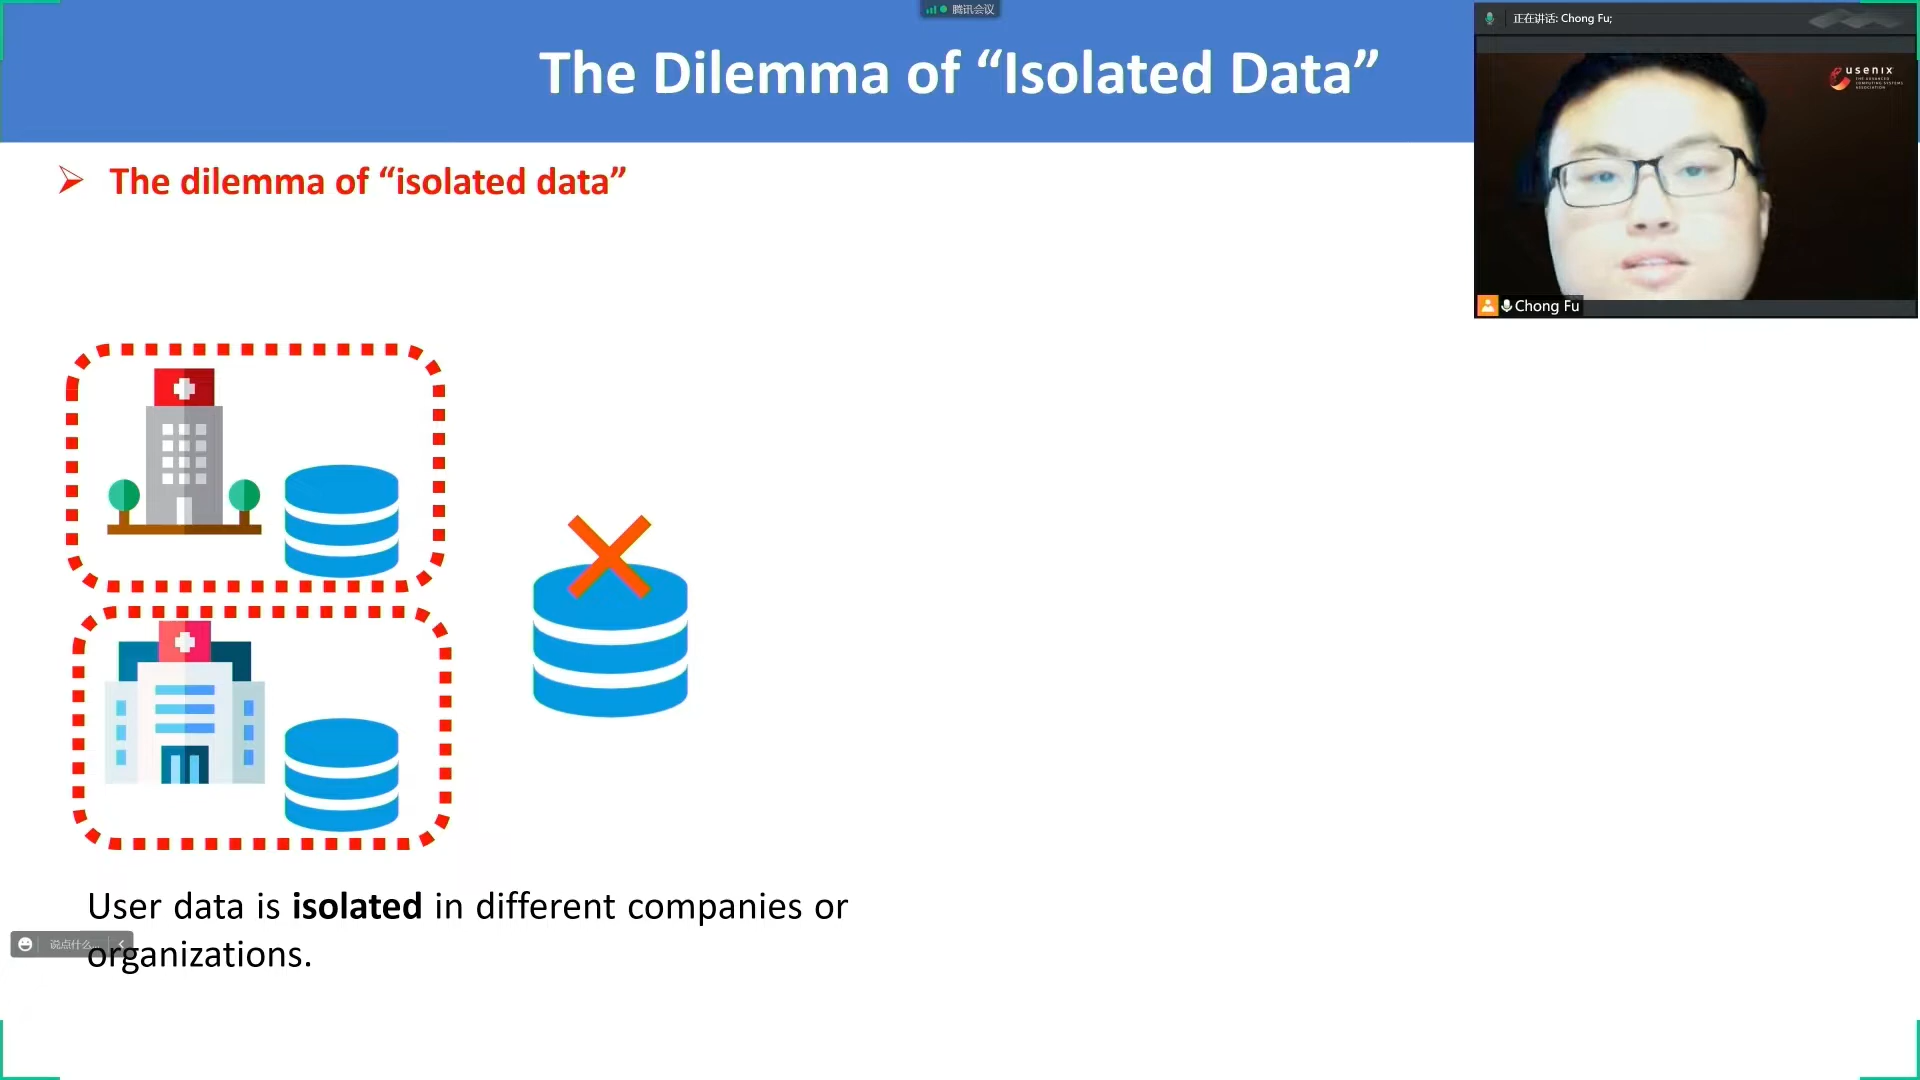 腾讯会议
The Dilemma of “Isolated Data”
正在讲话: Chong Fu;
usenix
THE ADVANCED
COMPUTING SYSTEMS
ASSOCIATION
➢ The dilemma of “isolated data”
Chong Fu
User data is isolated in different companies or
说点什么...
organizations.